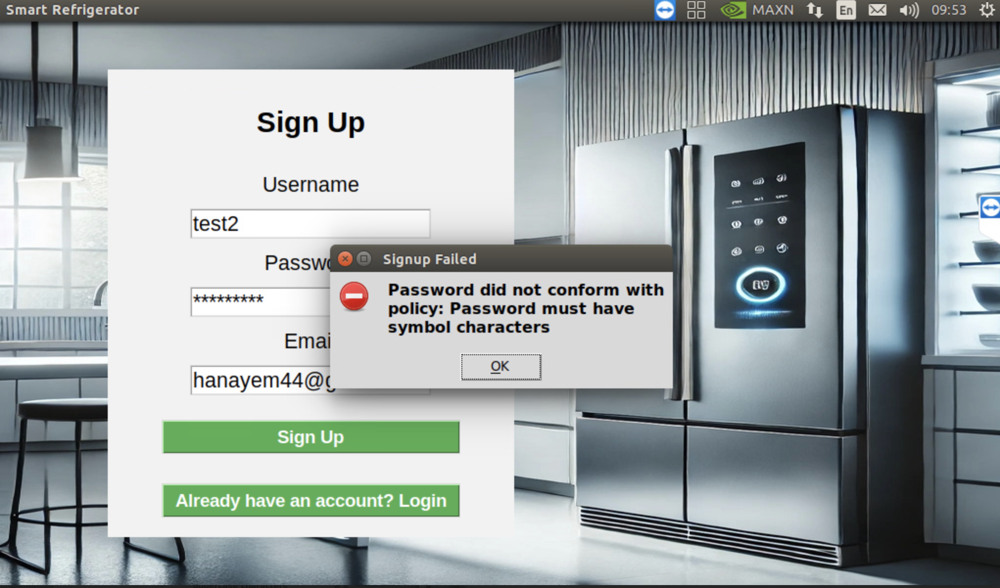 Smart Refrigerator
MAXN
En
09:53
Sign Up
Username
test2
Passwo
*********
Emai
hanayem44@g
Signup Failed
Password did not conform with
policy: Password must have
symbol characters
OK
Sign Up
Already have an account? Login